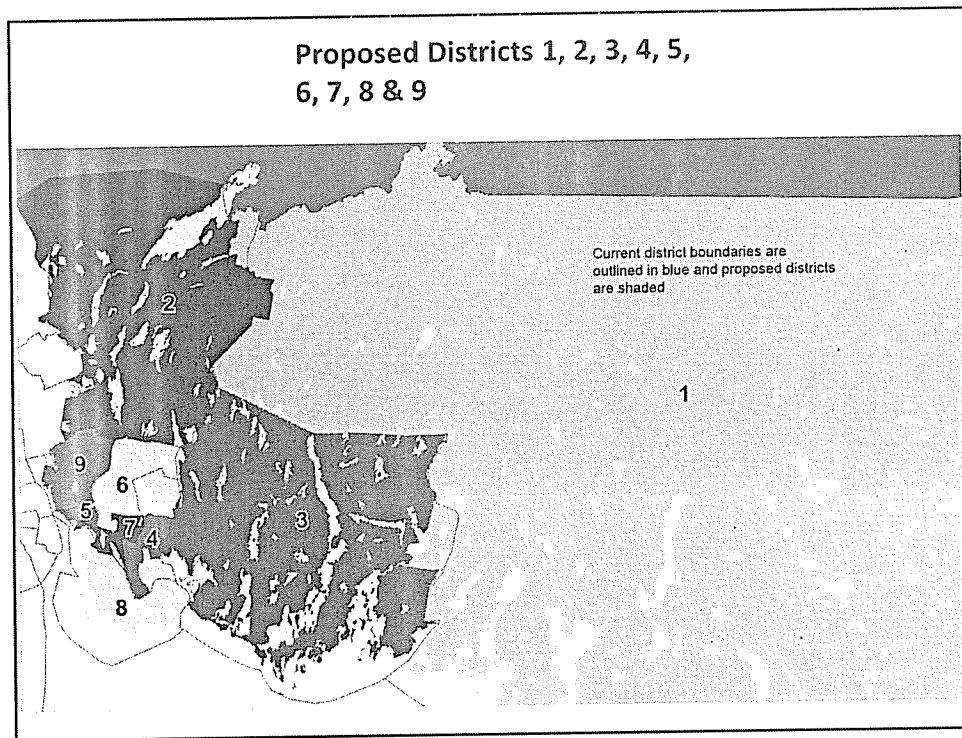 Proposed Districts 1, 2, 3, 4, 5,
6, 7, 8 & 9
Current district boundaries are
outlined in blue and proposed districts
are shaded
2
1
9
6
5
3
7
4
8